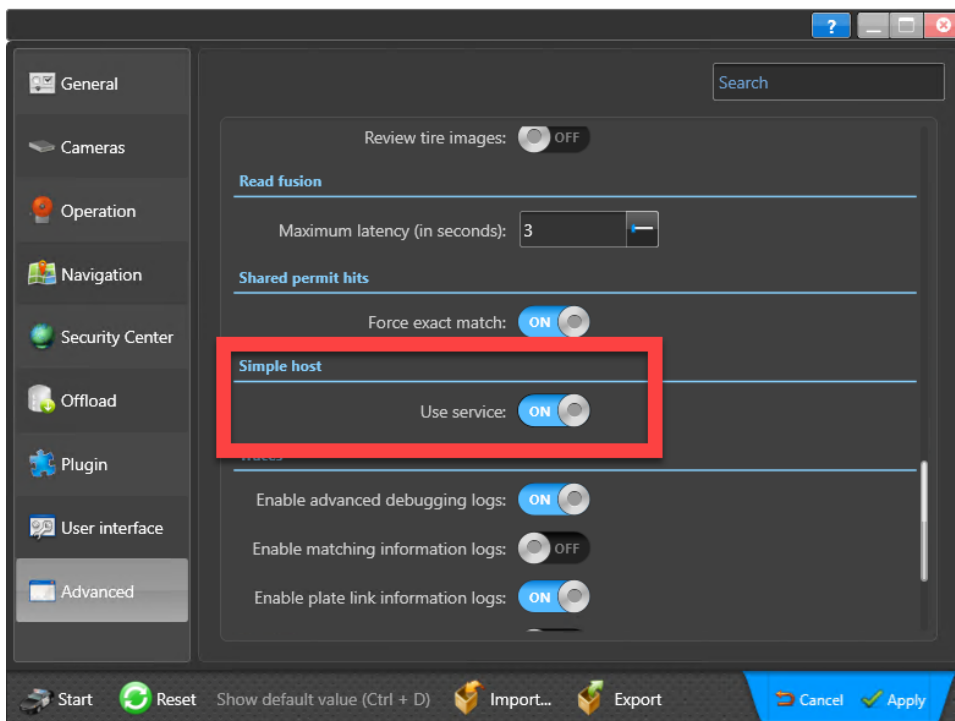 ?
General
Cameras
Operation
Navigation
Security Center
Offload
Plugin
User interface
Advanced
Search
Review tire images: OFF
Read fusion
Maximum latency (in seconds): 3
Shared permit hits
Force exact match: ON
Simple host
Use service: ON
Enable advanced debugging logs: ON
Enable matching information logs: OFF
Enable plate link information logs: ON
Start Reset Show default value (Ctrl + D) Import... Export Cancel Apply